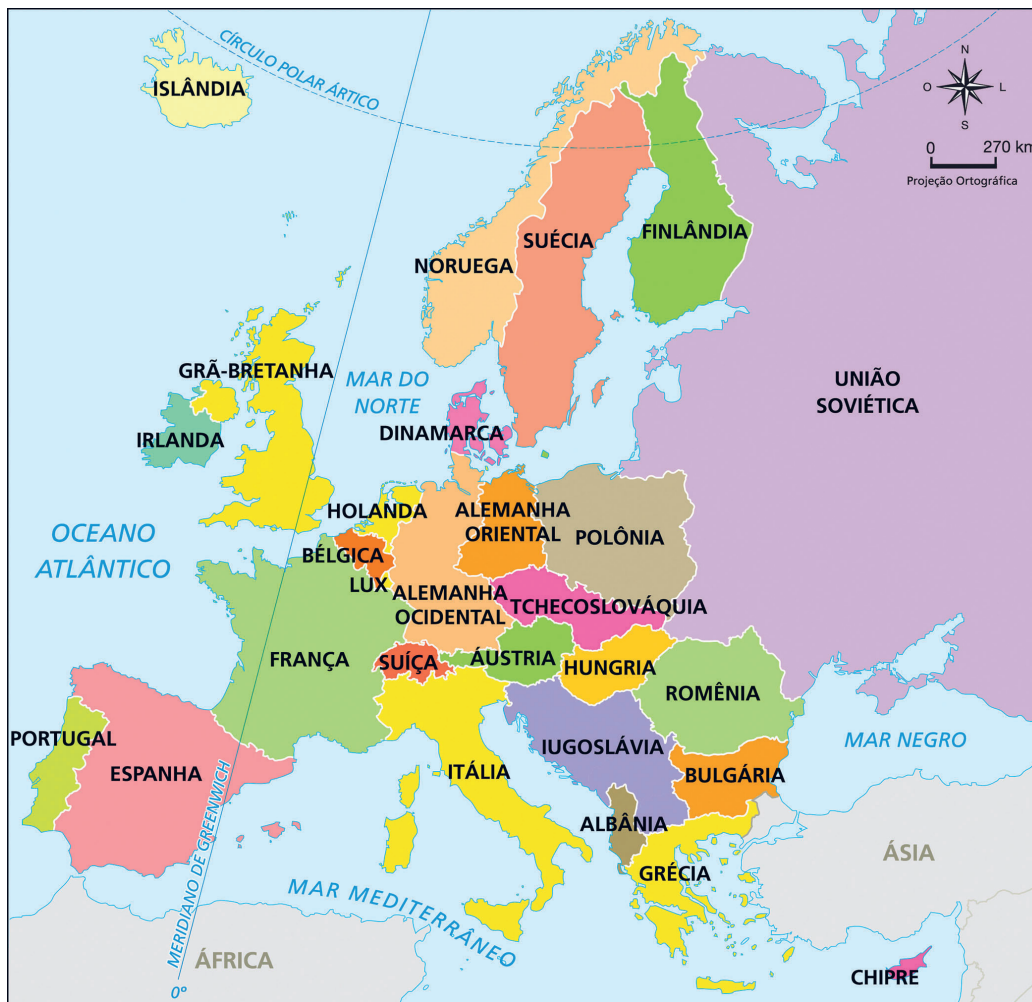 CÍRCULO POLAR ÁRTICO
ISLÂNDIA
N
O
L
S
0 270 km
Projeção Ortográfica
SUÉCIA
FINLÂNDIA
NORUEGA
GRÃ-BRETANHA
MAR DO
NORTE
UNIÃO
SOVIÉTICA
DINAMARCA
IRLANDA
HOLANDA
ALEMANHA
ORIENTAL
POLÔNIA
OCEANO
ATLÂNTICO
BÉLGICA
LUX
ALEMANHA
OCIDENTAL
TCHECOSLOVÁQUIA
FRANÇA
SUÍÇA
ÁUSTRIA
HUNGRIA
ROMÊNIA
PORTUGAL
ESPANHA
ITÁLIA
IUGOSLÁVIA
BULGÁRIA
MAR NEGRO
ALBÂNIA
GRÉCIA
ÁSIA
MERIDIANO DE GREENWICH
0°
MAR MEDITERRÂNEO
ÁFRICA
CHIPRE